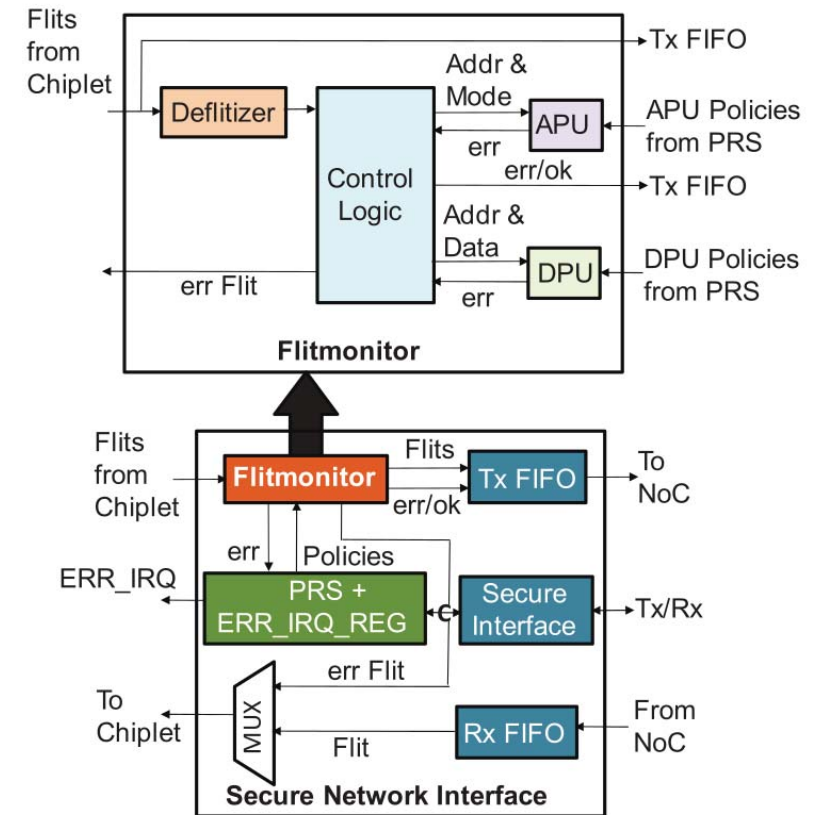 Flits
from
Chiplet
Tx FIFO
Deflitizer
Control
Logic
Addr &
Mode
APU
err
APU Policies
from PRS
err/ok
Tx FIFO
Addr &
Data
DPU
err
DPU Policies
from PRS
err Flit
Flitmonitor
Flits
from
Chiplet
Flitmonitor
Flits
err/ok
Tx FIFO
To
NoC
err
Policies
ERR_IRQ
PRS +
ERR_IRQ_REG
Secure
Interface
Tx/Rx
err Flit
To
Chiplet
MUX
Flit
Rx FIFO
From
NoC
Secure Network Interface